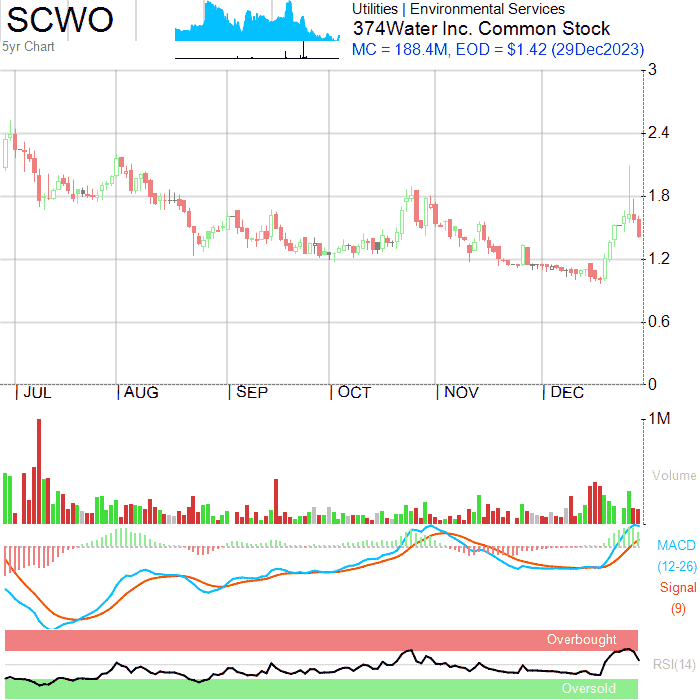 SCWO
5yr Chart
Utilities | Environmental Services
374Water Inc. Common Stock
MC = 188.4M, EOD = $1.42 (29Dec2023)
3
2.4
1.8
1.2
0.6
0
JUL AUG SEP OCT NOV DEC
1M
Volume
MACD
(12-26)
Signal
(9)
Overbought
RSI(14)
Oversold